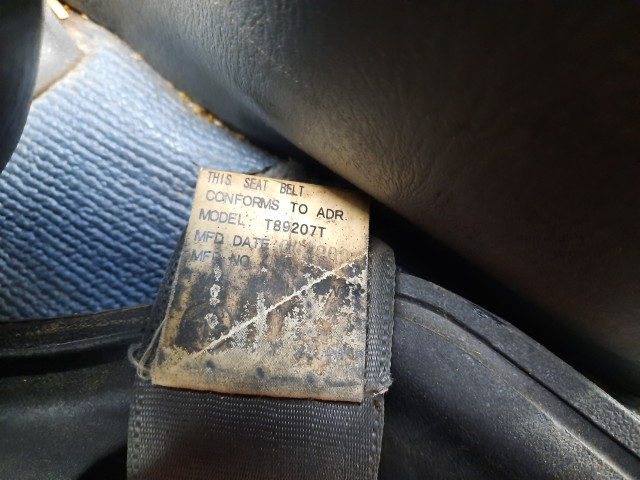 THIS SEAT BELT
CONFORMS TO ADR.
MODEL: T89207T
MFD DATE
MFR NO.